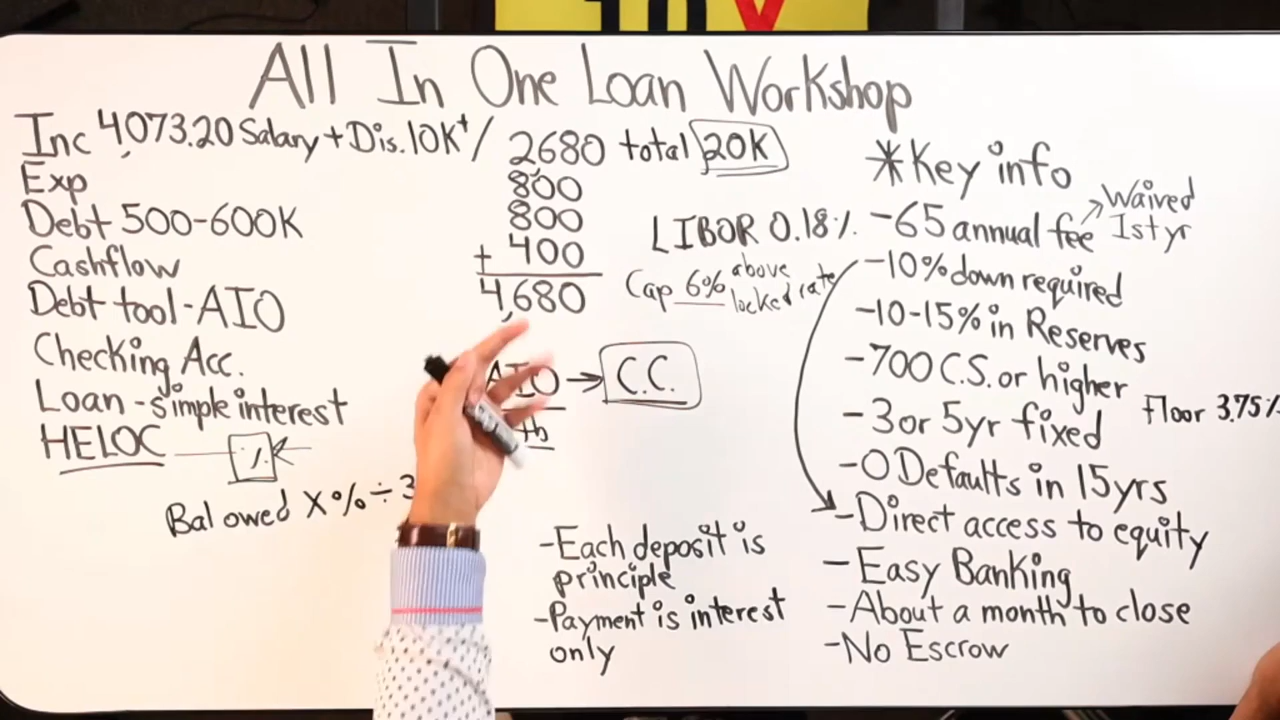 All In One Loan Workshop
Inc 4,073.20 Salary + Dis. 10K+ /
Exp
Debt 500-600K
Cashflow
Debt tool - AIO
Checking Acc.
Loan - simple interest
HELOC
%
Bal owed X % ÷ 3
2680 total 20K
800
800
+ 400
4,680
LIBOR 0.18%
Cap 6% above locked rate
AIO → C.C.
- Each deposit is
principle
- Payment is interest
only
*Key info
- 65 annual fee
Waived
1st yr
- 10% down required
- 10-15% in Reserves
- 700 C.S. or higher
- 3 or 5yr fixed
Floor 3.75%
- 0 Defaults in 15yrs
- Direct access to equity
- Easy Banking
- About a month to close
- No Escrow